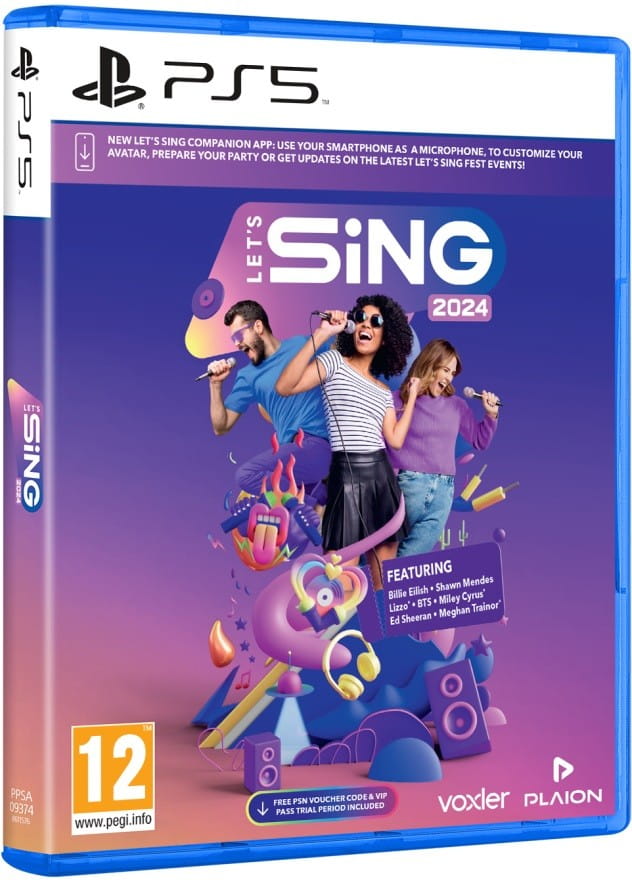 PS5
PS5
NEW LET'S SING COMPANION APP: USE YOUR SMARTPHONE AS A MICROPHONE, TO CUSTOMIZE YOUR
AVATAR, PREPARE YOUR PARTY OR GET UPDATES ON THE LATEST LET'S SING FEST EVENTS!
LET'S
SiNG
2024
LET'S
SiNG
2024
FEATURING
Billie Eilish • Shawn Mendes
Lizzo* • BTS • Miley Cyrus*
Ed Sheeran • Meghan Trainor*
12
www.pegi.info
PPSA
09374
FREE PSN VOUCHER CODE & VIP
PASS TRIAL PERIOD INCLUDED
voxler
PLAION